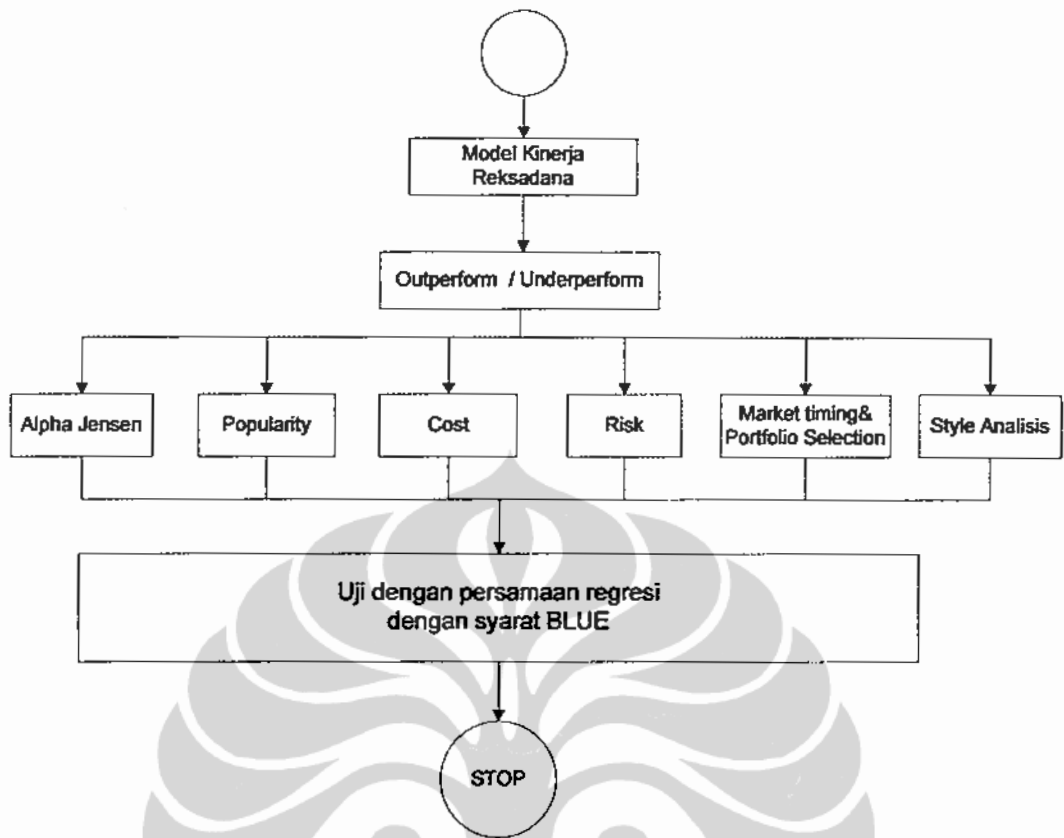 Model Kinerja
Reksadana
Outperform / Underperform
Alpha Jensen
Popularity
Cost
Risk
Market timing&
Portfolio Selection
Style Analisis
Uji dengan persamaan regresi
dengan syarat BLUE
STOP